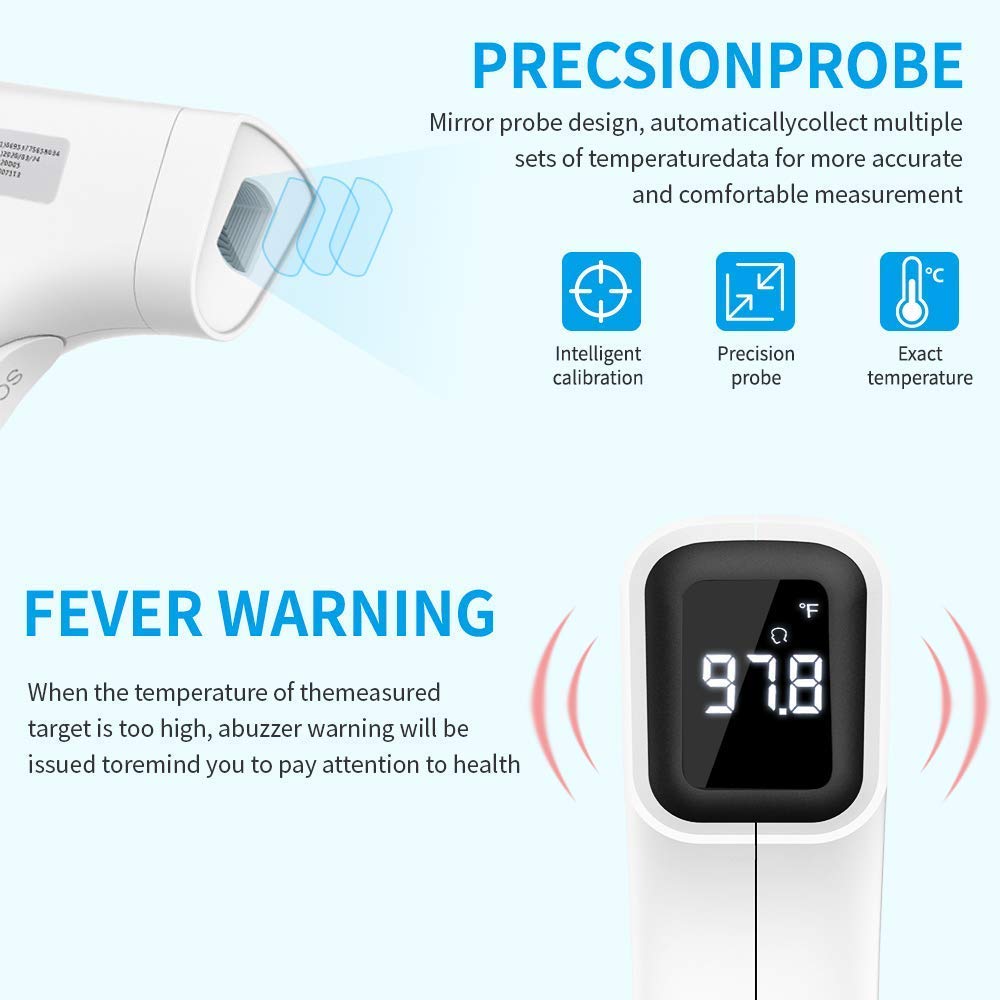 PRECSIONPROBE
Mirror probe design, automaticallycollect multiple
sets of temperaturedata for more accurate
and comfortable measurement
°C
Intelligent
calibration
Precision
probe
Exact
temperature
FEVER WARNING
When the temperature of themeasured
target is too high, abuzzer warning will be
issued toremind you to pay attention to health
°F
97.8